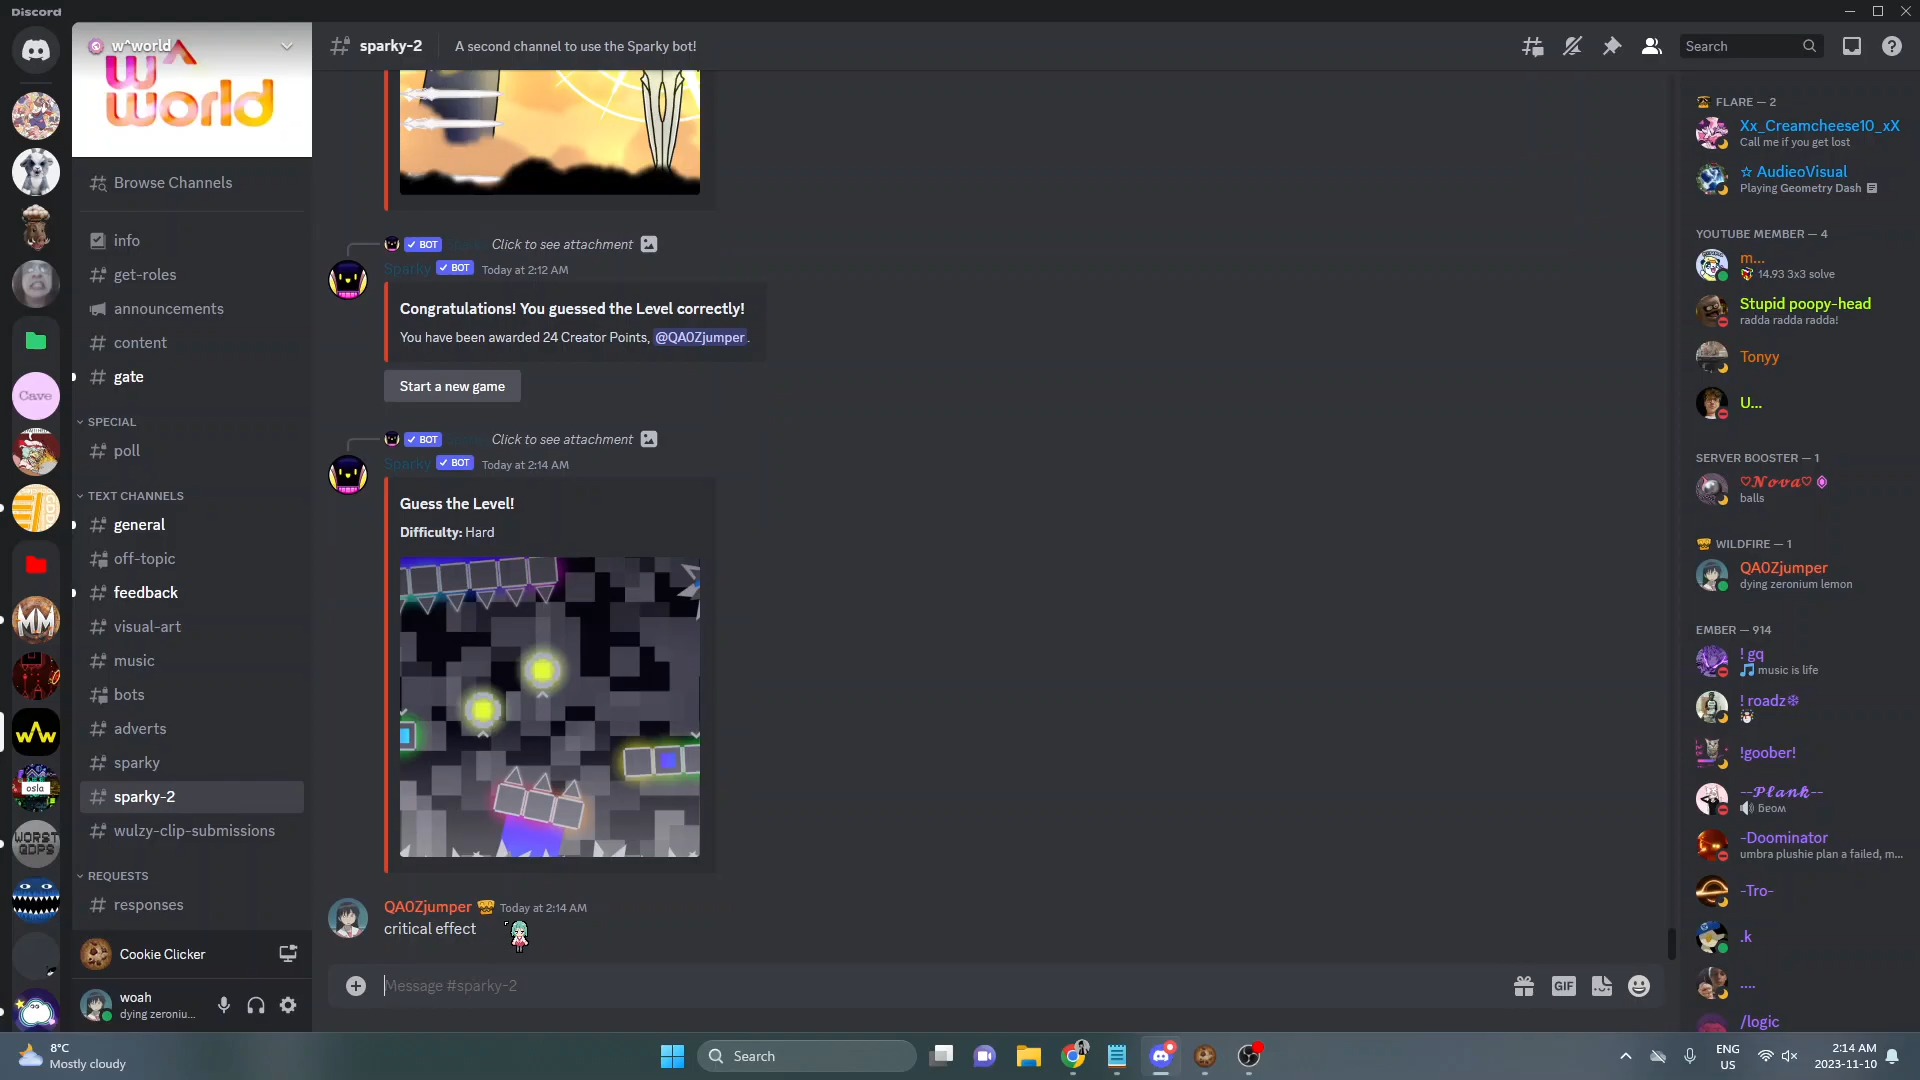 Discord
w^world
w^
world
Browse Channels
info
get-roles
announcements
content
gate
SPECIAL
poll
TEXT CHANNELS
general
off-topic
feedback
visual-art
music
bots
adverts
sparky
sparky-2
wulzy-clip-submissions
REQUESTS
responses
Cookie Clicker
woah
dying zeroniu...
Cave
MM
WAW
osla
WORST
GDPS
sparky-2
A second channel to use the Sparky bot!
Search
BOT
Click to see attachment
Sparky BOT Today at 2:12 AM
Congratulations! You guessed the Level correctly!
You have been awarded 24 Creator Points, @QA0Zjumper.
Start a new game
BOT
Click to see attachment
Sparky BOT Today at 2:14 AM
Guess the Level!
Difficulty: Hard
QA0Zjumper Today at 2:14 AM
critical effect
Message #sparky-2
GIF
FLARE — 2
Xx_Creamcheese10_xX
Call me if you get lost
☆ AudieoVisual
Playing Geometry Dash
YOUTUBE MEMBER — 4
m...
14.93 3x3 solve
Stupid poopy-head
radda radda radda!
Tonyy
U...
SERVER BOOSTER — 1
♡𝓝𝓸𝓿𝓪♡
balls
WILDFIRE — 1
QA0Zjumper
dying zeronium lemon
EMBER — 914
! gq
music is life
! roadz❄
!goober!
--𝓟𝓵𝓪𝓷𝓴--
Беом
-Doominator
umbra plushie plan a failed, m...
-Tro-
.k
....
/logic
8°C
Mostly cloudy
Search
ENG
US
2:14 AM
2023-11-10